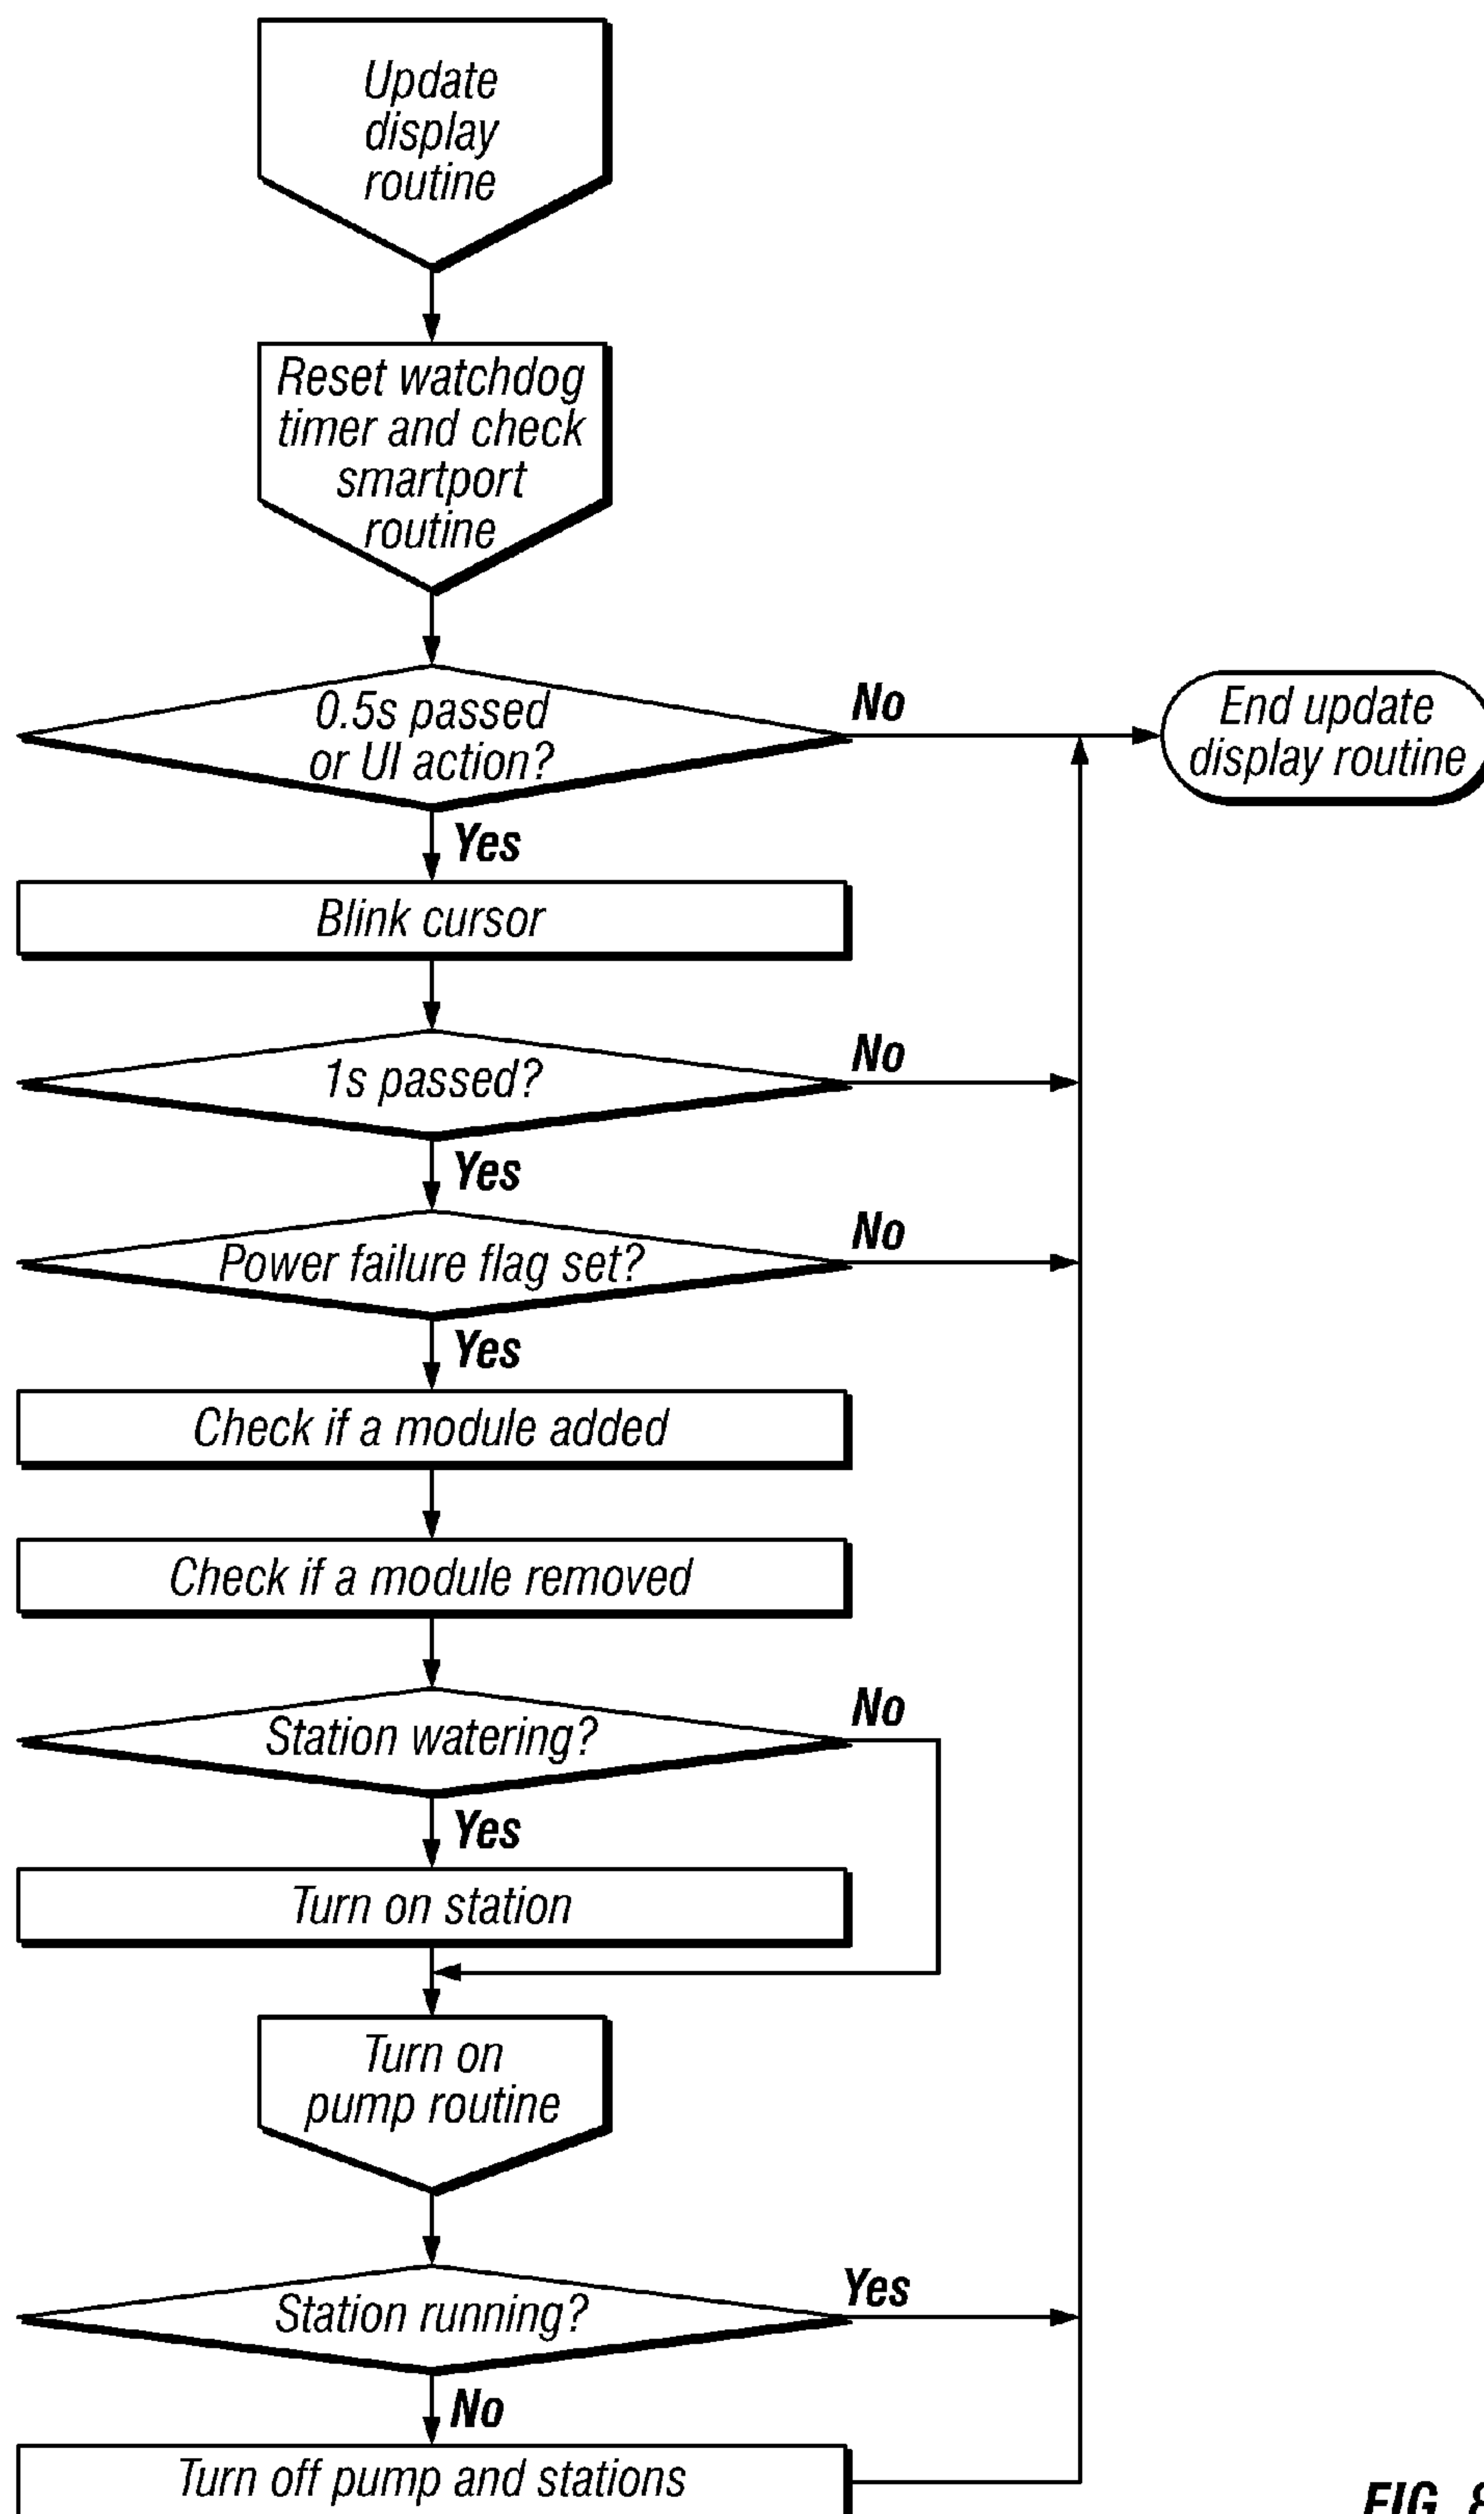 Update
display
routine
Reset watchdog
timer and check
smartport
routine
0.5s passed
or UI action?
No
End update
display routine
Yes
Blink cursor
1s passed?
No
Yes
Power failure flag set?
No
Yes
Check if a module added
Check if a module removed
Station watering?
No
Yes
Turn on station
Turn on
pump routine
Station running?
Yes
No
Turn off pump and stations
FIG. 8